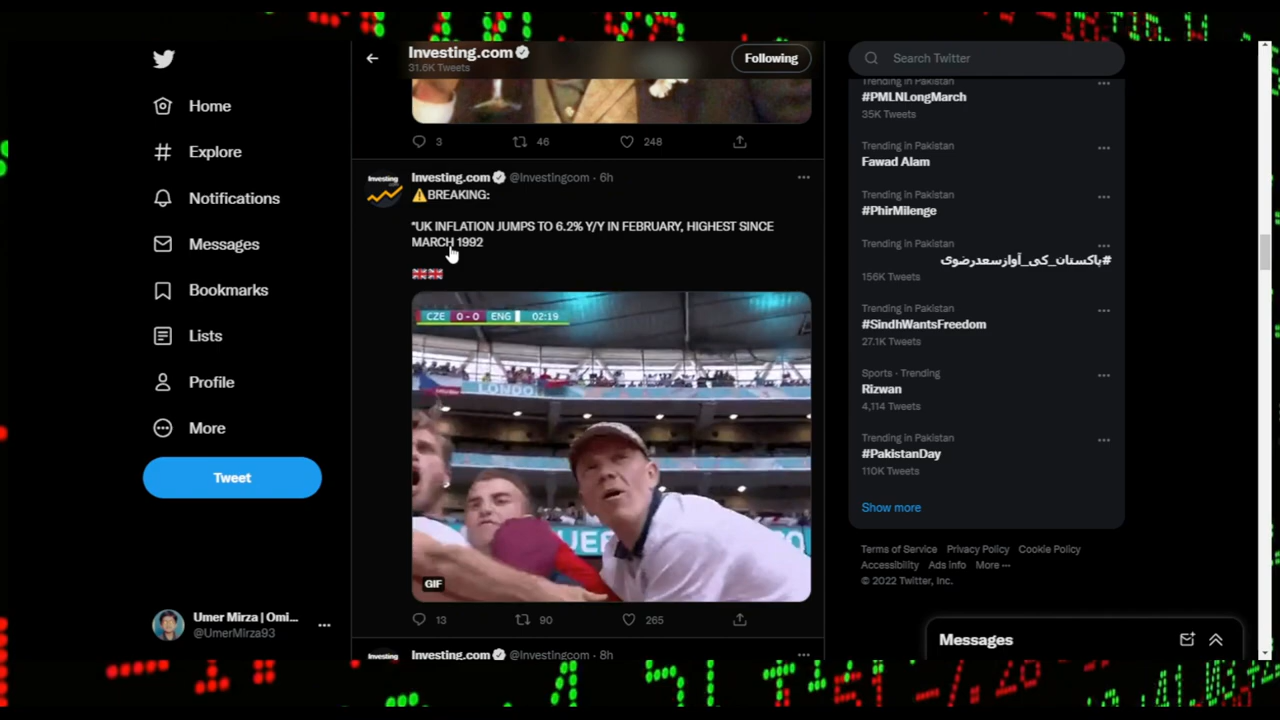 Home
Explore
Notifications
Messages
Bookmarks
Lists
Profile
More
Tweet
Umer Mirza | Omi...
@UmerMirza93
Investing.com
31.6K Tweets
Following
3 46 248
Investing.com @Investingcom · 6h
⚠️BREAKING:
*UK INFLATION JUMPS TO 6.2% Y/Y IN FEBRUARY, HIGHEST SINCE
MARCH 1992
🇬🇧🇬🇧
CZE 0-0 ENG 02:19
LONDO
GIF
13 90 265
Investing.com @Investingcom · 8h
Search Twitter
Trending in Pakistan
#PMLNLongMarch
35K Tweets
Trending in Pakistan
Fawad Alam
Trending in Pakistan
#PhirMilenge
Trending in Pakistan
#پاکستان_کی_آوازسعدرضوی
156K Tweets
Trending in Pakistan
#SindhWantsFreedom
27.1K Tweets
Sports · Trending
Rizwan
4,114 Tweets
Trending in Pakistan
#PakistanDay
110K Tweets
Show more
Terms of Service Privacy Policy Cookie Policy
Accessibility Ads info More ···
© 2022 Twitter, Inc.
Messages